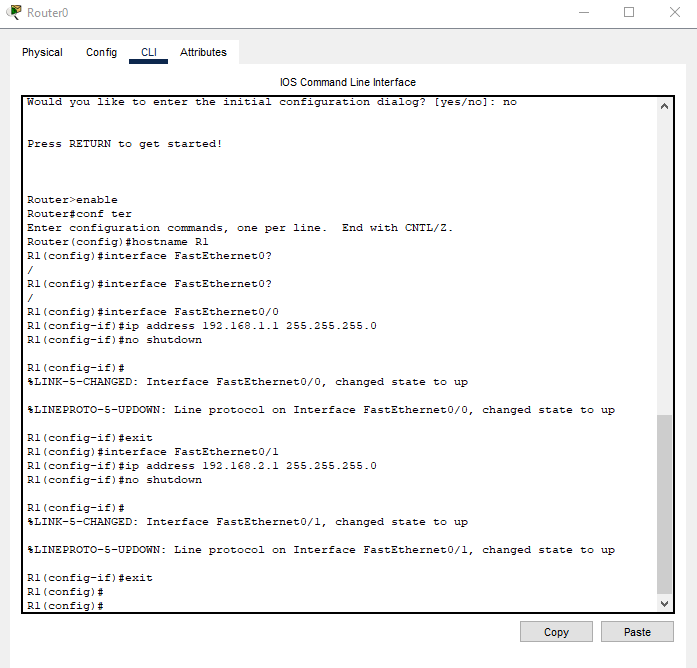 Router0
Physical Config CLI Attributes
IOS Command Line Interface
Would you like to enter the initial configuration dialog? [yes/no]: no
Press RETURN to get started!
Router>enable
Router#conf ter
Enter configuration commands, one per line.  End with CNTL/Z.
Router(config)#hostname R1
R1(config)#interface FastEthernet0?
/
R1(config)#interface FastEthernet0?
/
R1(config)#interface FastEthernet0/0
R1(config-if)#ip address 192.168.1.1 255.255.255.0
R1(config-if)#no shutdown
R1(config-if)#
%LINK-5-CHANGED: Interface FastEthernet0/0, changed state to up
%LINEPROTO-5-UPDOWN: Line protocol on Interface FastEthernet0/0, changed state to up
R1(config-if)#exit
R1(config)#interface FastEthernet0/1
R1(config-if)#ip address 192.168.2.1 255.255.255.0
R1(config-if)#no shutdown
R1(config-if)#
%LINK-5-CHANGED: Interface FastEthernet0/1, changed state to up
%LINEPROTO-5-UPDOWN: Line protocol on Interface FastEthernet0/1, changed state to up
R1(config-if)#exit
R1(config)#
R1(config)#
Copy Paste